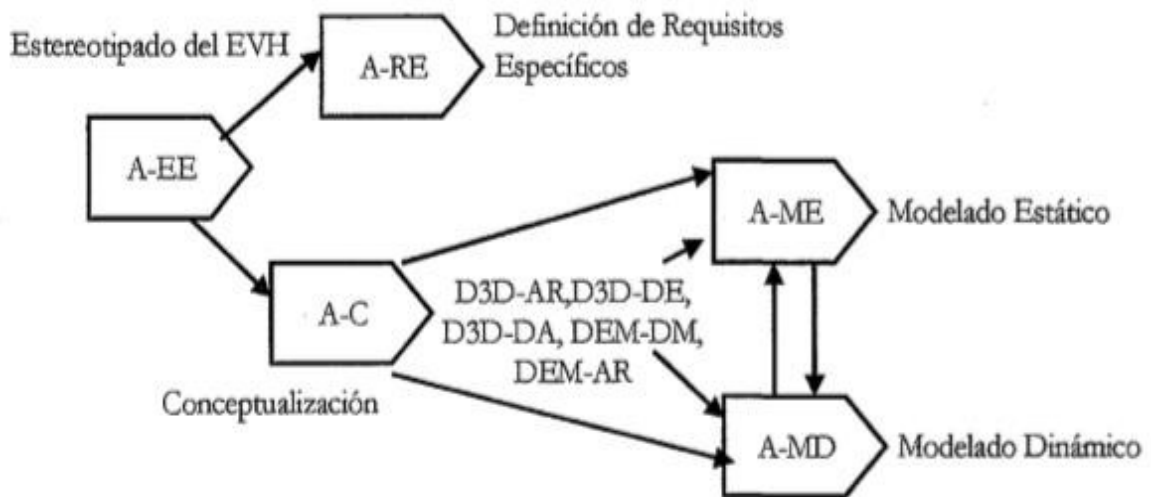 Estereotipado del EVH
A-RE
Definición de Requisitos
Específicos
A-EE
A-ME
Modelado Estático
A-C
D3D-AR,D3D-DE,
D3D-DA, DEM-DM,
DEM-AR
Conceptualización
A-MD
Modelado Dinámico